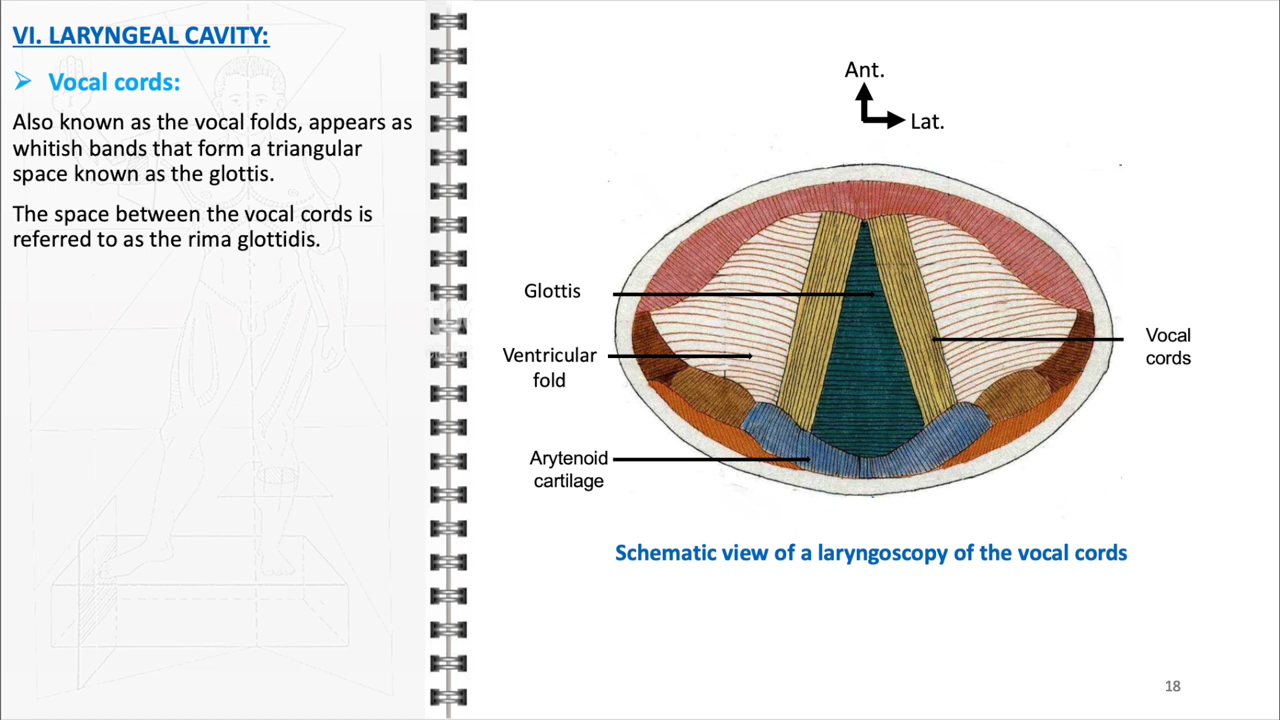 VI. LARYNGEAL CAVITY:
➢ Vocal cords:
Also known as the vocal folds, appears as
whitish bands that form a triangular
space known as the glottis.
The space between the vocal cords is
referred to as the rima glottidis.
Ant.
Lat.
Glottis
Ventricular
fold
Vocal
cords
Arytenoid
cartilage
Schematic view of a laryngoscopy of the vocal cords
18